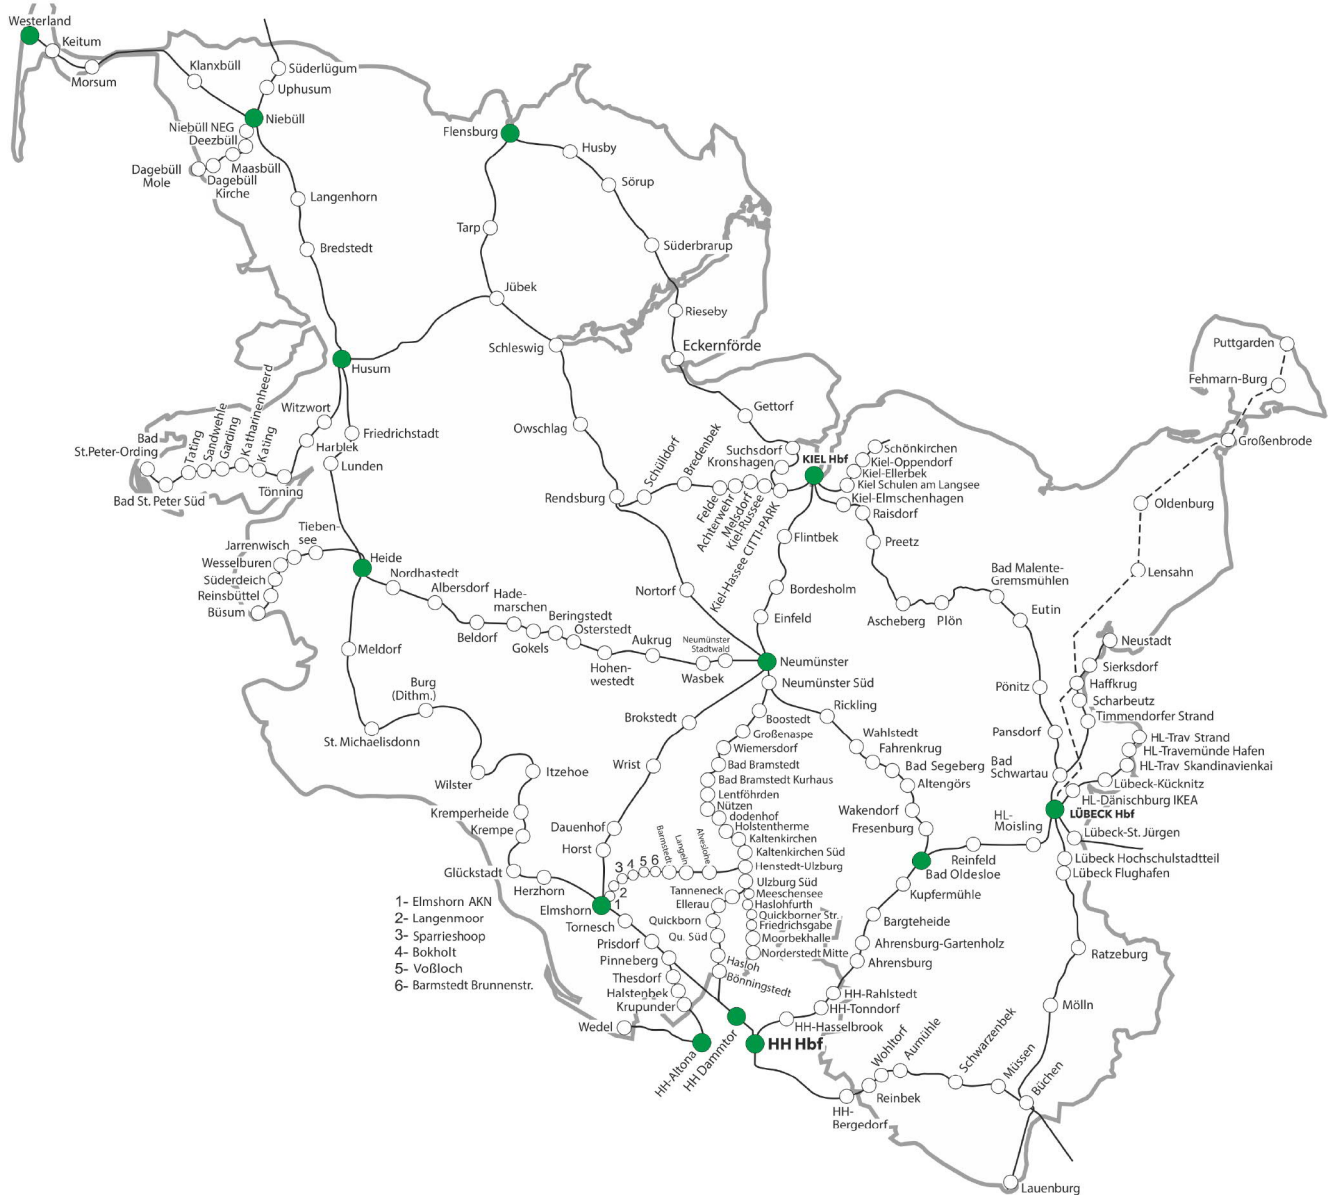 Westerland
Keitum
Morsum
Klanxbüll
Süderlügum
Uphusum
Niebüll
Niebüll NEG
Deezbüll
Maasbüll
Dagebüll
Kirche
Dagebüll
Mole
Langenhorn
Bredstedt
Flensburg
Husby
Sörup
Süderbrarup
Tarp
Jübek
Rieseby
Schleswig
Eckernförde
Husum
Witzwort
Harblek
Friedrichstadt
Lunden
Bad
St.Peter-Ording
Bad St. Peter Süd
Tating
Sandwehle
Garding
Katharinenheerd
Kating
Tönning
Gettorf
Owschlag
Suchsdorf
Kronshagen
KIEL Hbf
Schönkirchen
Kiel-Oppendorf
Kiel-Ellerbek
Kiel Schulen am Langsee
Kiel-Elmschenhagen
Raisdorf
Preetz
Rendsburg
Schülldorf
Bredenbek
Felde
Achterwehr
Melsdorf
Kiel-Russee
Kiel-Hassee CITTI-PARK
Puttgarden
Fehmarn-Burg
Großenbrode
Oldenburg
Lensahn
Tieben-
see
Jarrenwisch
Wesselburen
Süderdeich
Reinsbüttel
Büsum
Heide
Nordhastedt
Albersdorf
Beldorf
Hade-
marschen
Gokels
Beringstedt
Osterstedt
Hohen-
westedt
Aukrug
Wasbek
Neumünster
Stadtwald
Neumünster
Flintbek
Bordesholm
Einfeld
Nortorf
Ascheberg
Plön
Bad Malente-
Gremsmühlen
Eutin
Pönitz
Pansdorf
Bad
Schwartau
Neustadt
Sierksdorf
Haffkrug
Scharbeutz
Timmendorfer Strand
HL-Trav Strand
HL-Travemünde Hafen
HL-Trav Skandinavienkai
Lübeck-Kücknitz
HL-Dänischburg IKEA
LÜBECK Hbf
Lübeck-St. Jürgen
Lübeck Hochschulstadtteil
Lübeck Flughafen
Meldorf
Burg
(Dithm.)
St. Michaelisdonn
Wilster
Itzehoe
Kremperheide
Krempe
Glückstadt
Herzhorn
Neumünster Süd
Brokstedt
Wrist
Dauenhof
Horst
Boostedt
Großenaspe
Wiemersdorf
Bad Bramstedt
Bad Bramstedt Kurhaus
Lentföhrden
Nützen
dodenhof
Holstentherme
Kaltenkirchen
Kaltenkirchen Süd
Henstedt-Ulzburg
Ulzburg Süd
Meeschensee
Haslohfurth
Quickborner Str.
Friedrichsgabe
Moorbekhalle
Norderstedt Mitte
Rickling
Wahlstedt
Fahrenkrug
Bad Segeberg
Altengörs
Wakendorf
Fresenburg
Bad Oldesloe
Reinfeld
HL-
Moisling
Kupfermühle
Bargteheide
Ahrensburg-Gartenholz
Ahrensburg
HH-Rahlstedt
HH-Tonndorf
HH-Hasselbrook
Barmstedt
Langeln
Alveslohe
3 4 5 6
2
1
Tanneneck
Ellerau
Quickborn
Qu. Süd
Hasloh
Bönningstedt
1- Elmshorn AKN
2- Langenmoor
3- Sparrieshoop
4- Bokholt
5- Voßloch
6- Barmstedt Brunnenstr.
Elmshorn
Tornesch
Prisdorf
Pinneberg
Thesdorf
Halstenbek
Krupunder
Wedel
HH-Altona
HH Dammtor
HH Hbf
HH-
Bergedorf
Reinbek
Wohltorf
Aumühle
Schwarzenbek
Müssen
Büchen
Ratzeburg
Mölln
Lauenburg